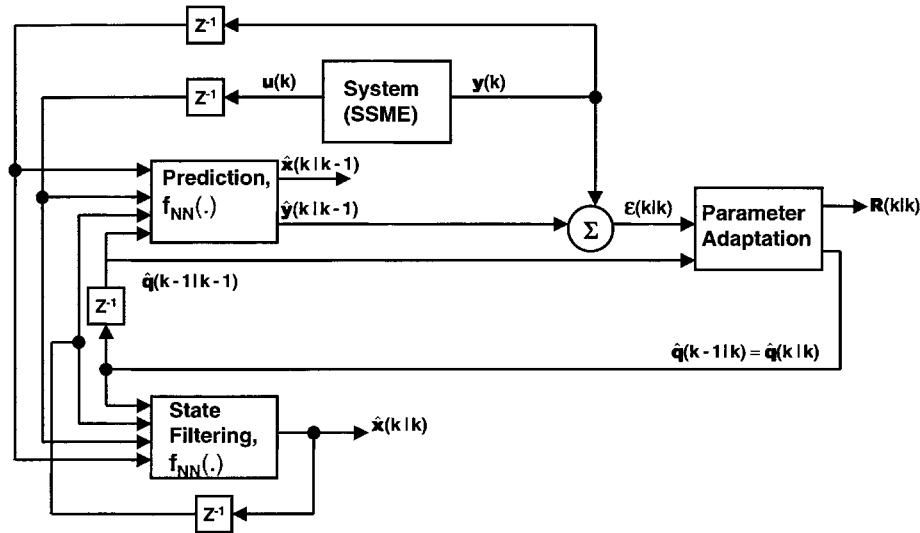 Z⁻¹
Z⁻¹
u(k)
System
(SSME)
y(k)
Prediction,
f_NN(.)
x̂(k | k-1)
ŷ(k | k-1)
Σ
ε(k|k)
Parameter
Adaptation
R(k|k)
q̂(k-1 | k-1)
Z⁻¹
q̂(k-1 | k) = q̂(k | k)
State
Filtering,
f_NN(.)
x̂(k | k)
Z⁻¹